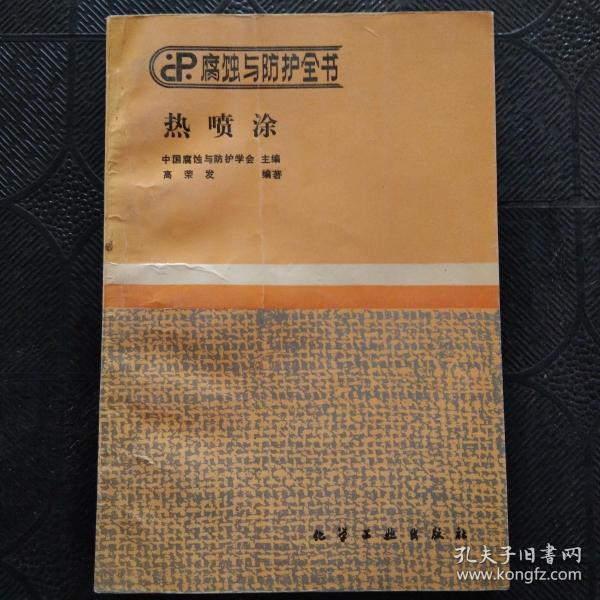 CP 腐蚀与防护全书
热喷涂
中国腐蚀与防护学会 主编
高荣发 编著
化学工业出版社
孔夫子旧書网
www.kongfz.com